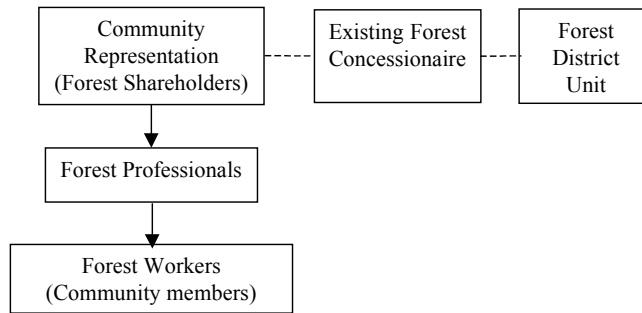 Community
Representation
(Forest Shareholders)
Existing Forest
Concessionaire
Forest
District
Unit
Forest Professionals
Forest Workers
(Community members)